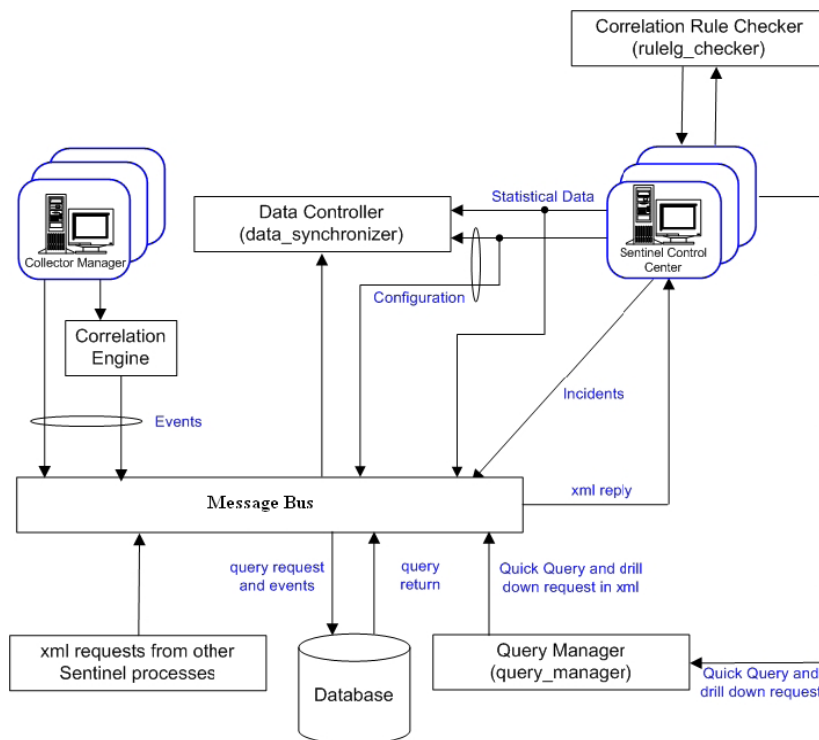 Correlation Rule Checker
(rulelg_checker)
Statistical Data
Data Controller
(data_synchronizer)
Collector Manager
Sentinel Control
Center
Configuration
Correlation
Engine
Incidents
Events
Message Bus
xml reply
query request
and events
query
return
Quick Query and drill
down request in xml
xml requests from other
Sentinel processes
Database
Query Manager
(query_manager)
Quick Query and
drill down request